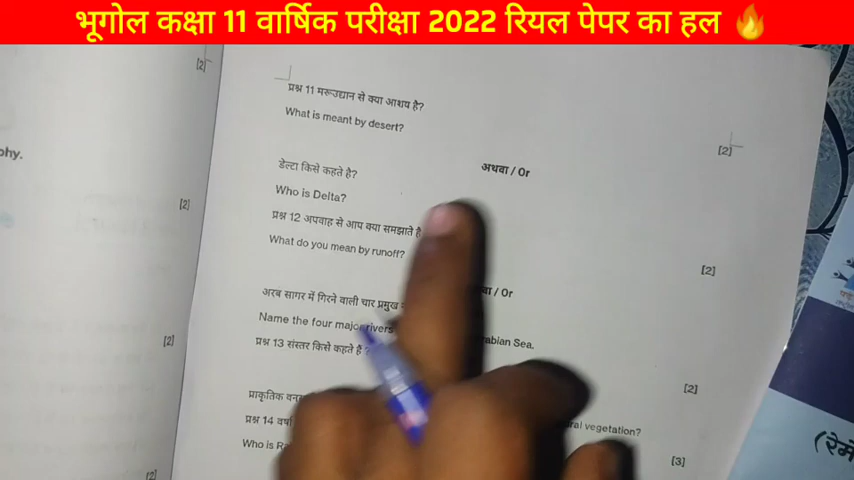 भूगोल कक्षा 11 वार्षिक परीक्षा 2022 रियल पेपर का हल 🔥
[2]
phy.
[2]
[2]
[2]
प्रश्न 11 मरूउद्यान से क्या आशय है?
What is meant by desert?
[2]
अथवा / Or
डेल्टा किसे कहते है?
Who is Delta?
प्रश्न 12 अपवाह से आप क्या समझाते है
What do you mean by runoff?
[2]
/ Or
अरब सागर में गिरने वाली चार प्रमुख
Name the four major rivers Sea.
प्रश्न 13 संस्तर किसे कहते है ?
[2]
प्राकृतिक
vegetation?
प्रश्न 14
Who is
[3]